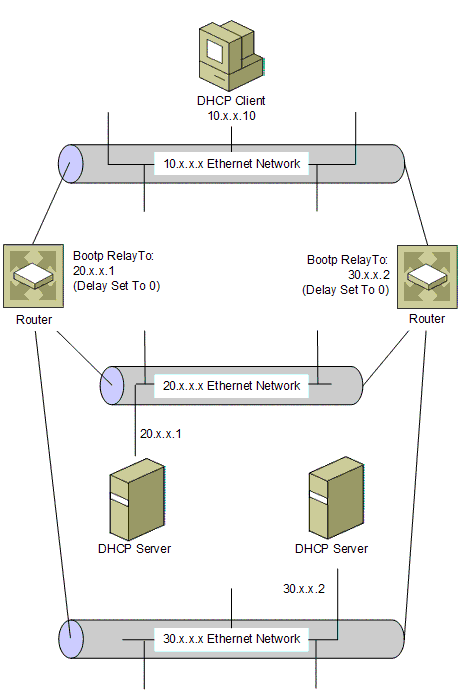 DHCP Client
10.x.x.10
10.x.x.x Ethernet Network
Bootp RelayTo:
20.x.x.1
(Delay Set To 0)
Router
Bootp RelayTo:
30.x.x.2
(Delay Set To 0)
Router
20.x.x.x Ethernet Network
20.x.x.1
DHCP Server
DHCP Server
30.x.x.2
30.x.x.x Ethernet Network